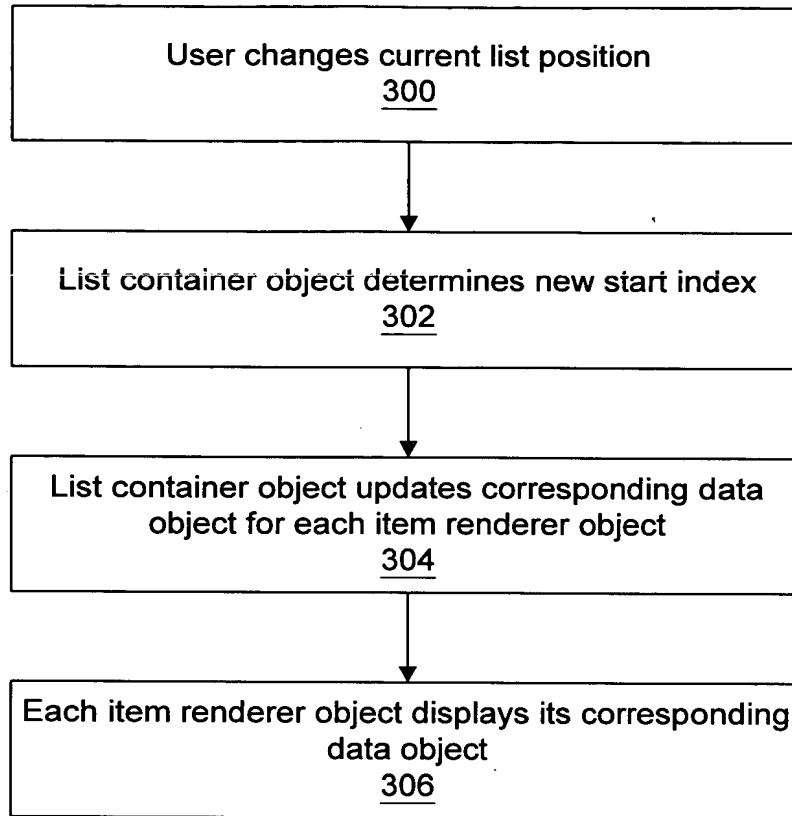 User changes current list position
300
List container object determines new start index
302
List container object updates corresponding data
object for each item renderer object
304
Each item renderer object displays its corresponding
data object
306